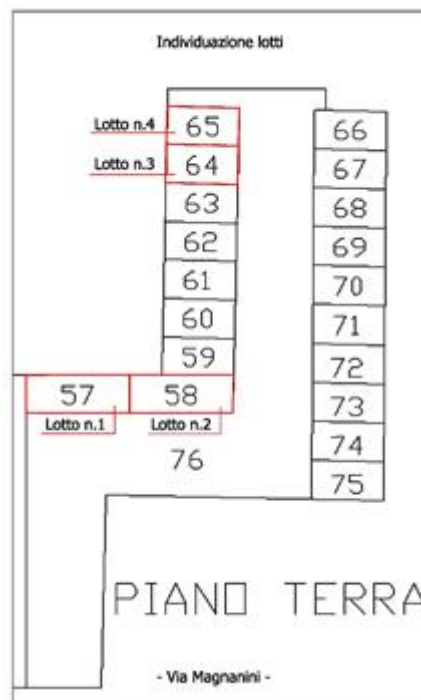 Individuazione lotti
Lotto n.4 65 66
Lotto n.3 64 67
63 68
62 69
61 70
60 71
59 72
57 58 73
Lotto n.1 Lotto n.2
76 74
75
PIANO TERRA
- Via Magnanini -